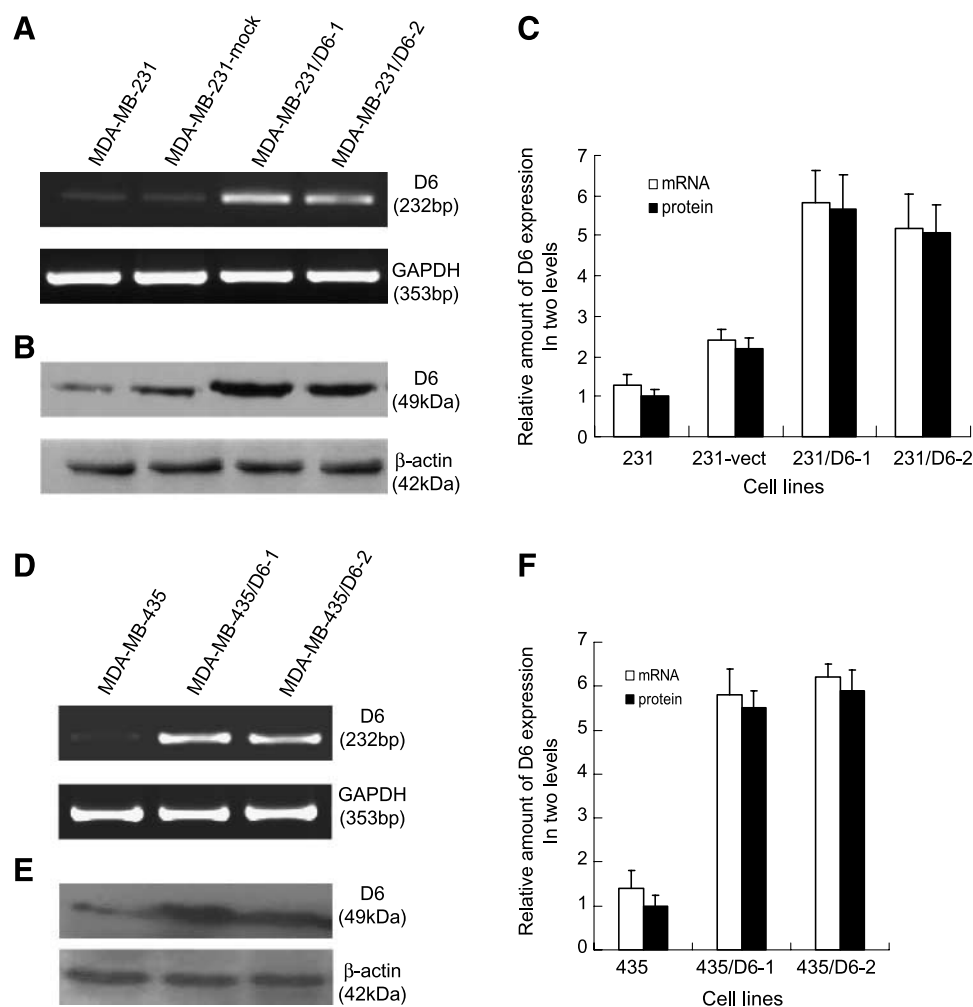 A
MDA-MB-231
MDA-MB-231-mock
MDA-MB-231/D6-1
MDA-MB-231/D6-2
D6
(232bp)
GAPDH
(353bp)
B
D6
(49kDa)
β-actin
(42kDa)
C
Relative amount of D6 expression
In two levels
7
6
5
4
3
2
1
0
mRNA
protein
231
231-vect
231/D6-1
231/D6-2
Cell lines
D
MDA-MB-435
MDA-MB-435/D6-1
MDA-MB-435/D6-2
D6
(232bp)
GAPDH
(353bp)
E
D6
(49kDa)
β-actin
(42kDa)
F
Relative amount of D6 expression
In two levels
7
6
5
4
3
2
1
0
mRNA
protein
435
435/D6-1
435/D6-2
Cell lines